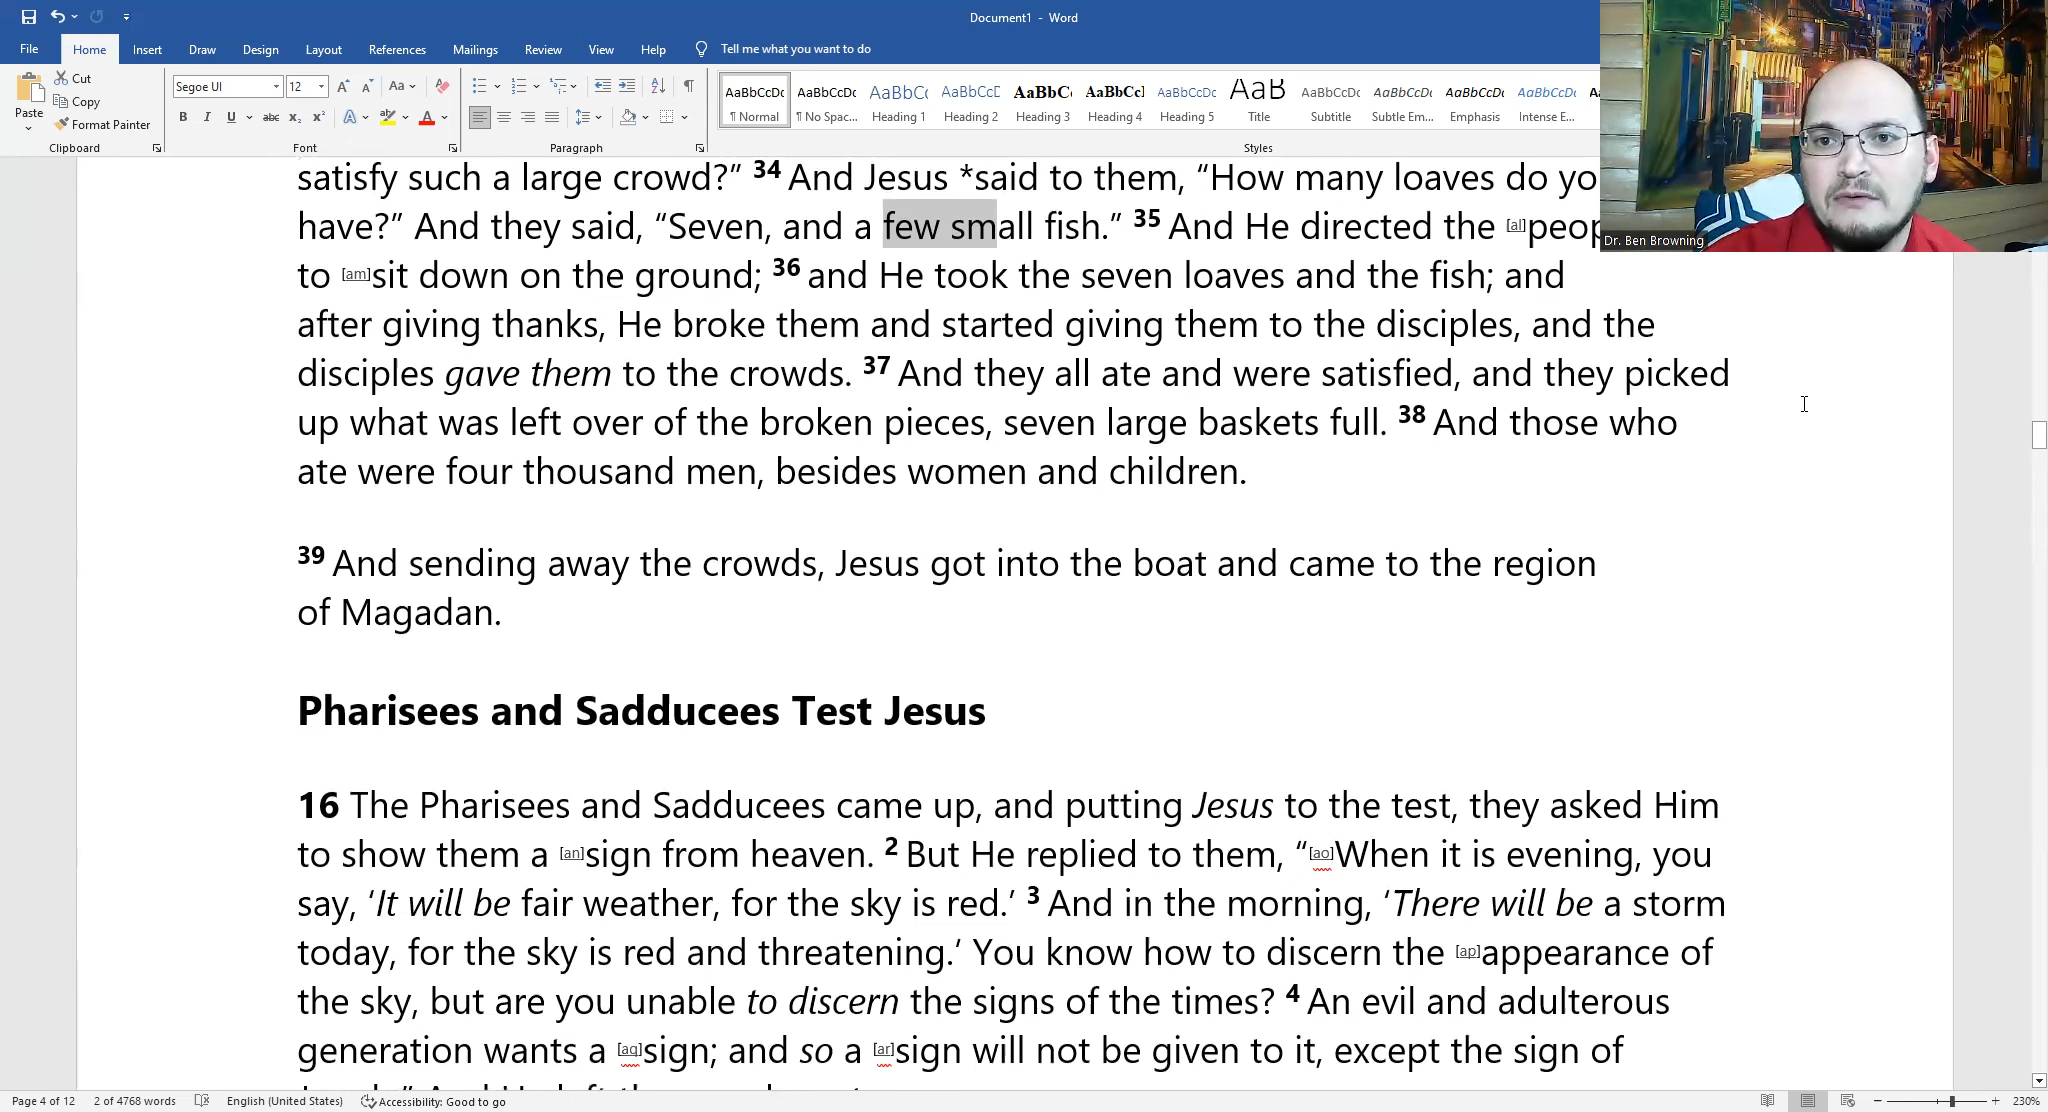 Document1 - Word
File Home Insert Draw Design Layout References Mailings Review View Help Tell me what you want to do
Paste Cut Copy Format Painter
Segoe UI 12
AaBbCcDc AaBbCcDc AaBbC( AaBbCcD AaBbC( AaBbCcI AaBbCcDc AaB AaBbCcDc AaBbCcDc AaBbCcDc AaBbCcDc
¶ Normal ¶ No Spac... Heading 1 Heading 2 Heading 3 Heading 4 Heading 5 Title Subtitle Subtle Em... Emphasis Intense E...
Clipboard Font Paragraph Styles
Dr. Ben Browning
satisfy such a large crowd?” 34 And Jesus *said to them, “How many loaves do yo
have?” And they said, “Seven, and a few small fish.” 35 And He directed the [al]peop
to [am]sit down on the ground; 36 and He took the seven loaves and the fish; and
after giving thanks, He broke them and started giving them to the disciples, and the
disciples gave them to the crowds. 37 And they all ate and were satisfied, and they picked
up what was left over of the broken pieces, seven large baskets full. 38 And those who
ate were four thousand men, besides women and children.
39 And sending away the crowds, Jesus got into the boat and came to the region
of Magadan.
Pharisees and Sadducees Test Jesus
16 The Pharisees and Sadducees came up, and putting Jesus to the test, they asked Him
to show them a [an]sign from heaven. 2 But He replied to them, “[ao]When it is evening, you
say, ‘It will be fair weather, for the sky is red.’ 3 And in the morning, ‘There will be a storm
today, for the sky is red and threatening.’ You know how to discern the [ap]appearance of
the sky, but are you unable to discern the signs of the times? 4 An evil and adulterous
generation wants a [aq]sign; and so a [ar]sign will not be given to it, except the sign of
Page 4 of 12 2 of 4768 words English (United States) Accessibility: Good to go 230%